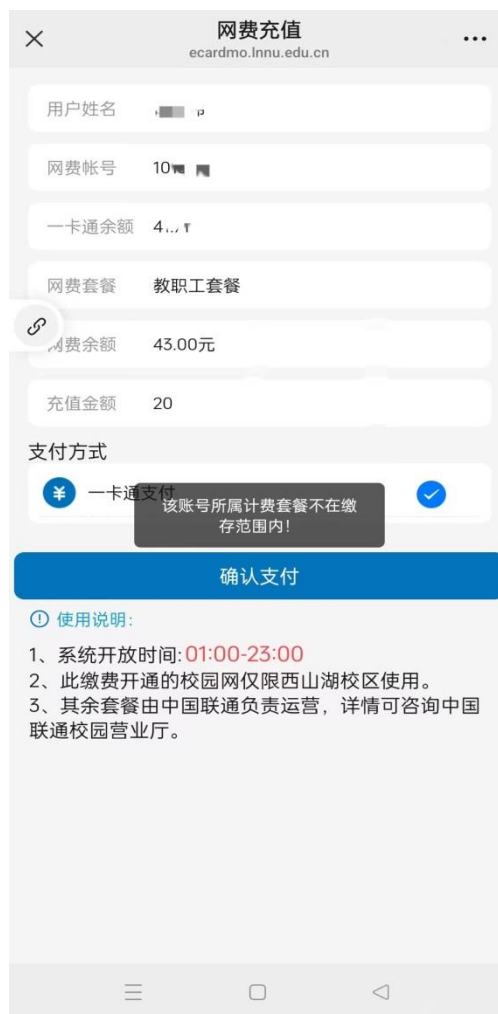 网费充值
ecardmo.lnnu.edu.cn
用户姓名
网费帐号 10
一卡通余额 4
网费套餐 教职工套餐
网费余额 43.00元
充值金额 20
支付方式
一卡通支付
该账号所属计费套餐不在缴
存范围内!
确认支付
使用说明:
1、系统开放时间:01:00-23:00
2、此缴费开通的校园网仅限西山湖校区使用。
3、其余套餐由中国联通负责运营，详情可咨询中国
联通校园营业厅。